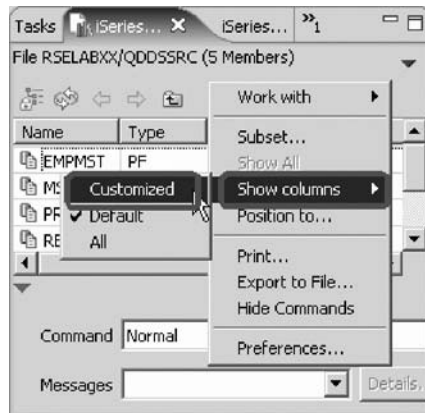 Tasks iSeries... iSeries... »1
File RSELABXX/QDDSSRC (5 Members)
Name Type
EMPMST PF
MS
PR
RE
Work with
Subset...
Show All
Show columns
Position to...
Print...
Export to File...
Hide Commands
Preferences...
Customized
Default
All
Command Normal
Messages Details.